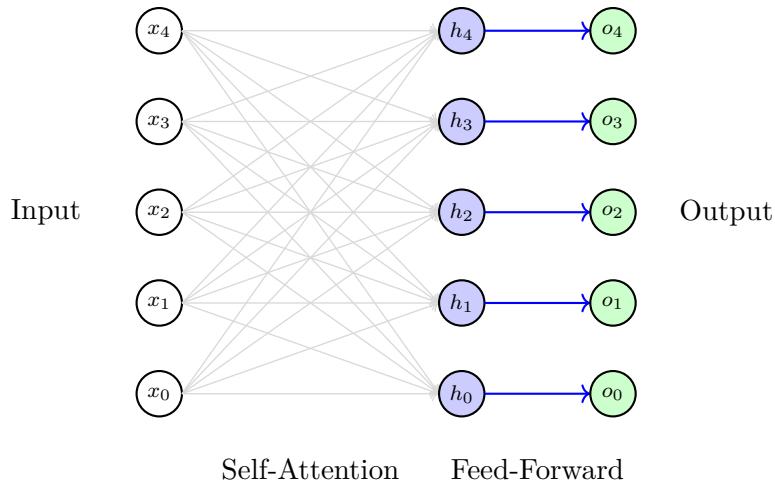 x₄ h₄ o₄
x₃ h₃ o₃
Input x₂ h₂ o₂ Output
x₁ h₁ o₁
x₀ h₀ o₀
Self-Attention Feed-Forward